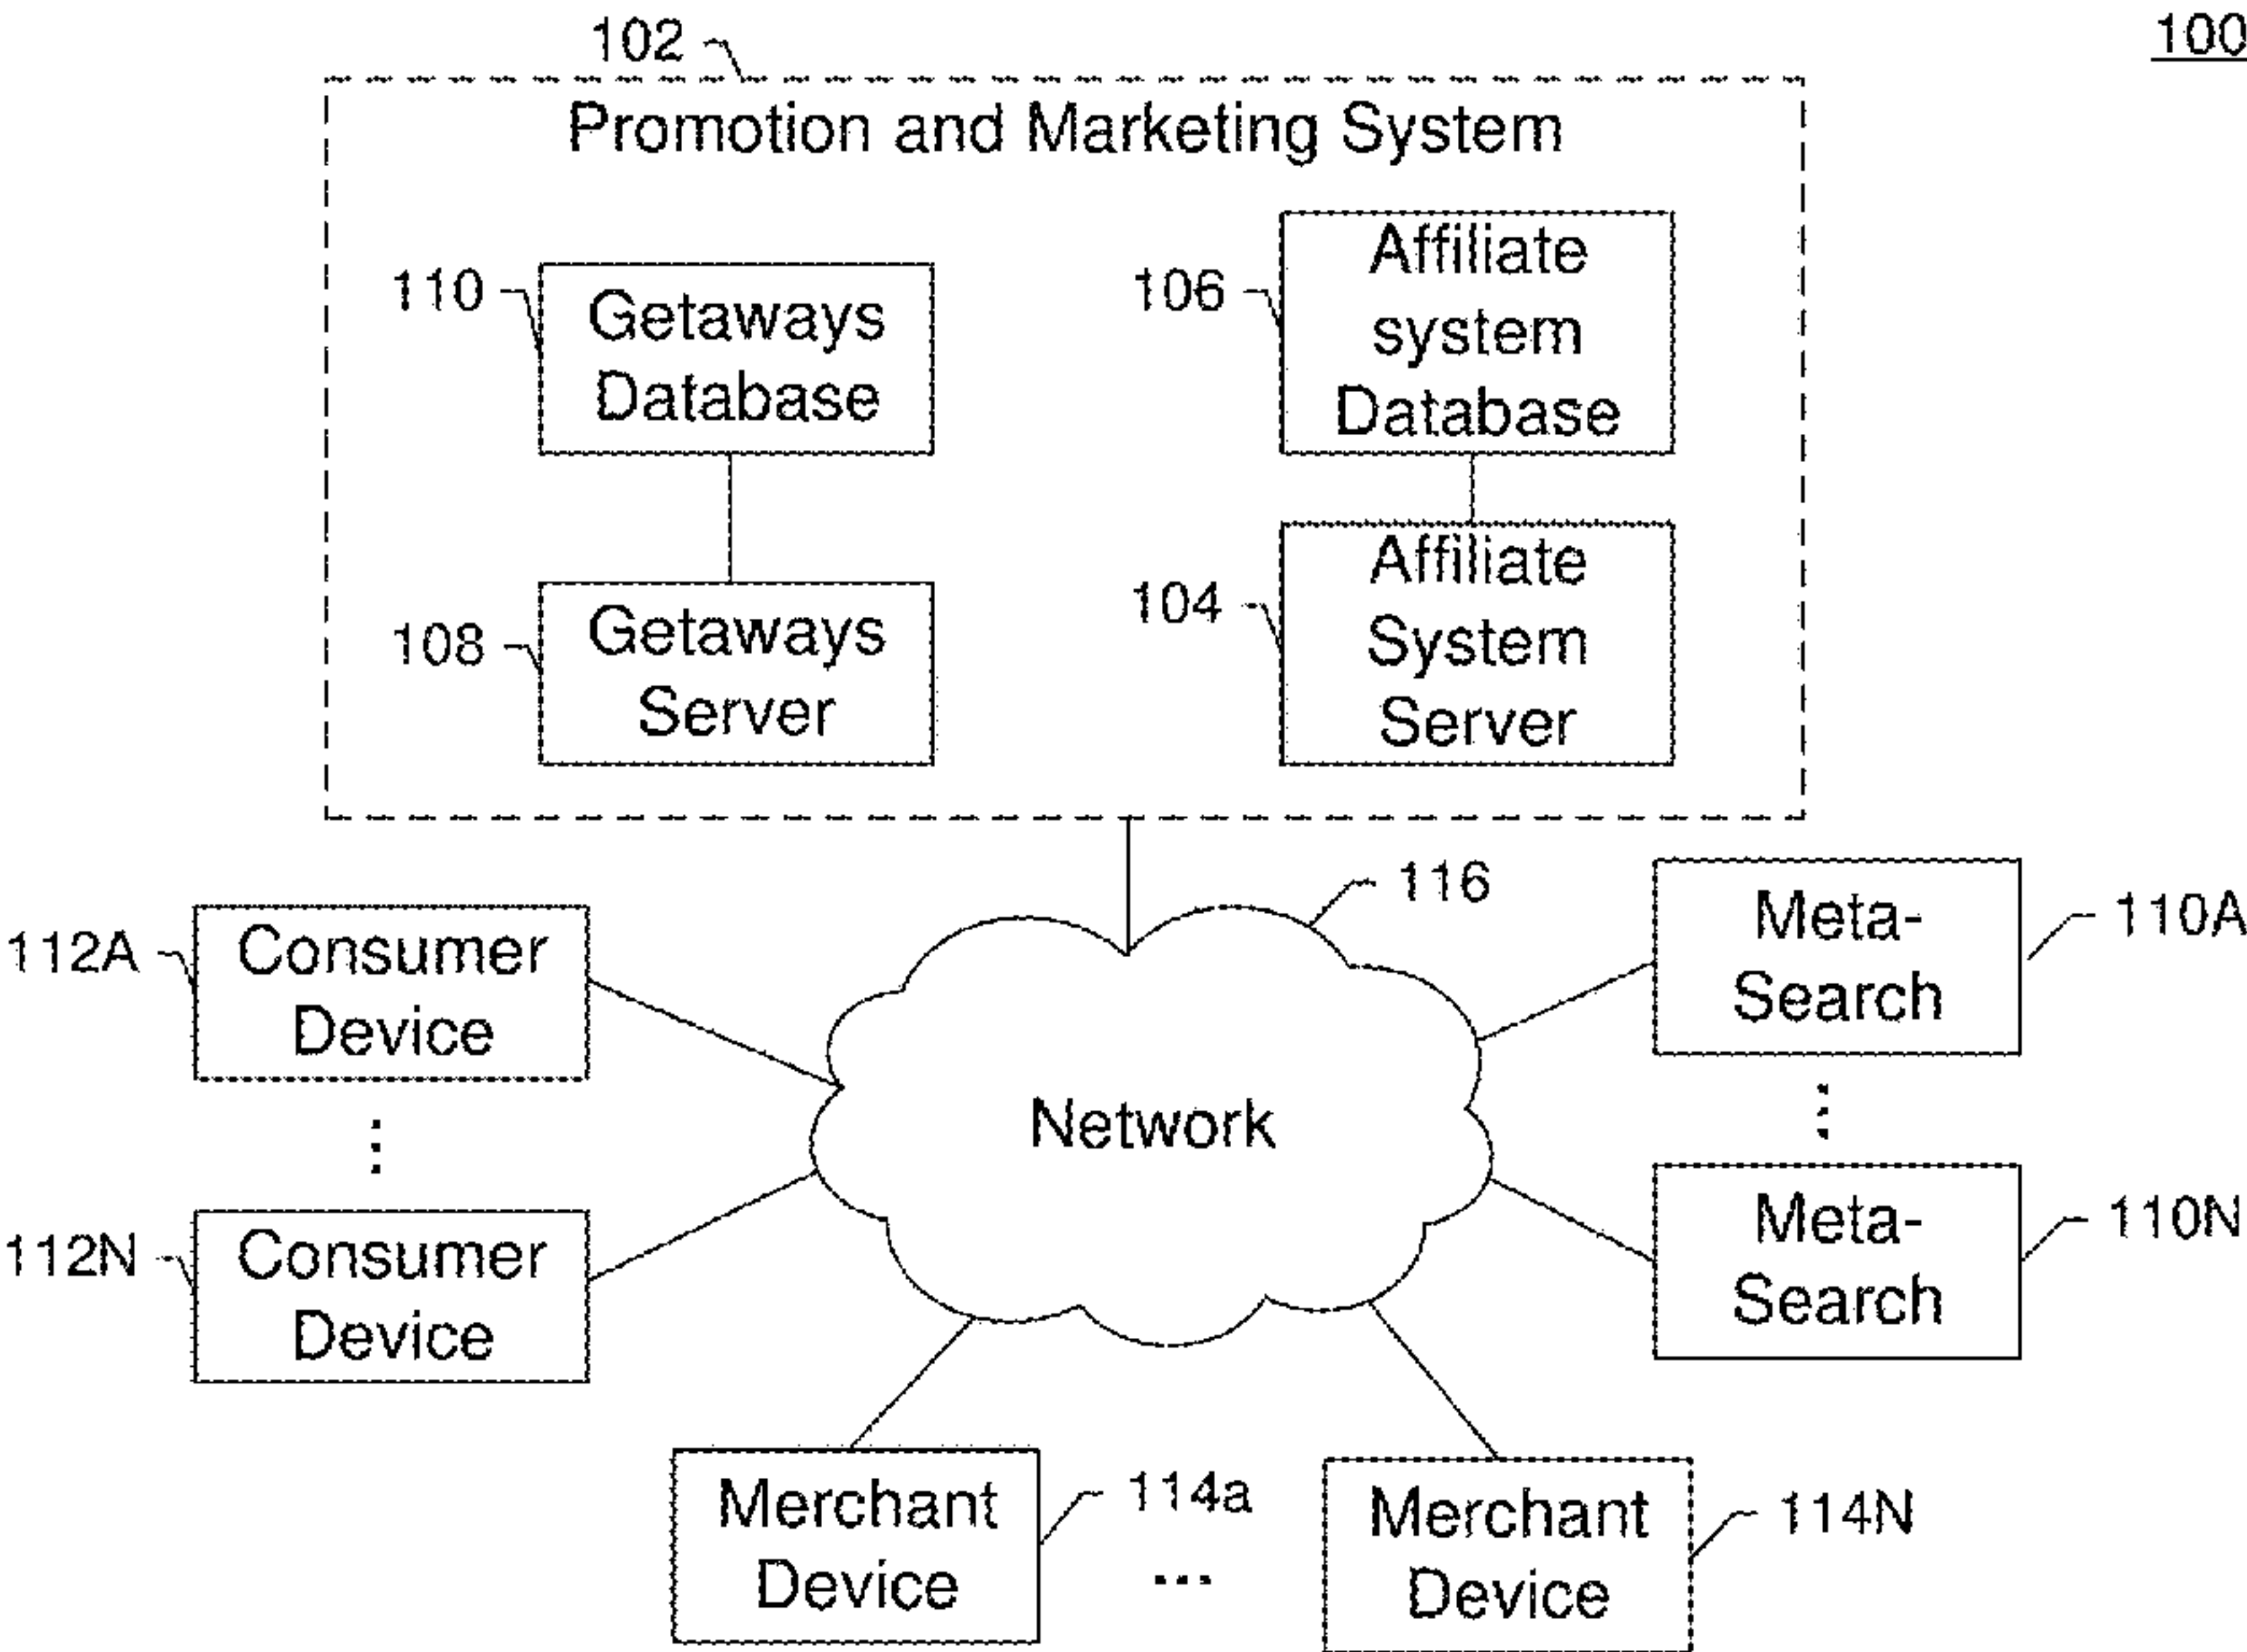 100
102
Promotion and Marketing System
110
Getaways
Database
106
Affiliate
system
Database
108
Getaways
Server
104
Affiliate
System
Server
116
112A
Consumer
Device
Meta-
Search
110A
Network
112N
Consumer
Device
Meta-
Search
110N
Merchant
Device
114a
...
Merchant
Device
114N